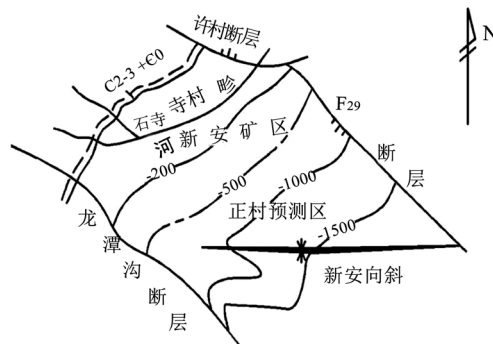 许村断层
N
C2-3 +Є0
石寺 寺村 畛
河 新安矿区
F29
断层
-200
-500
-1000
正村预测区
-1500
龙潭沟断层
新安向斜